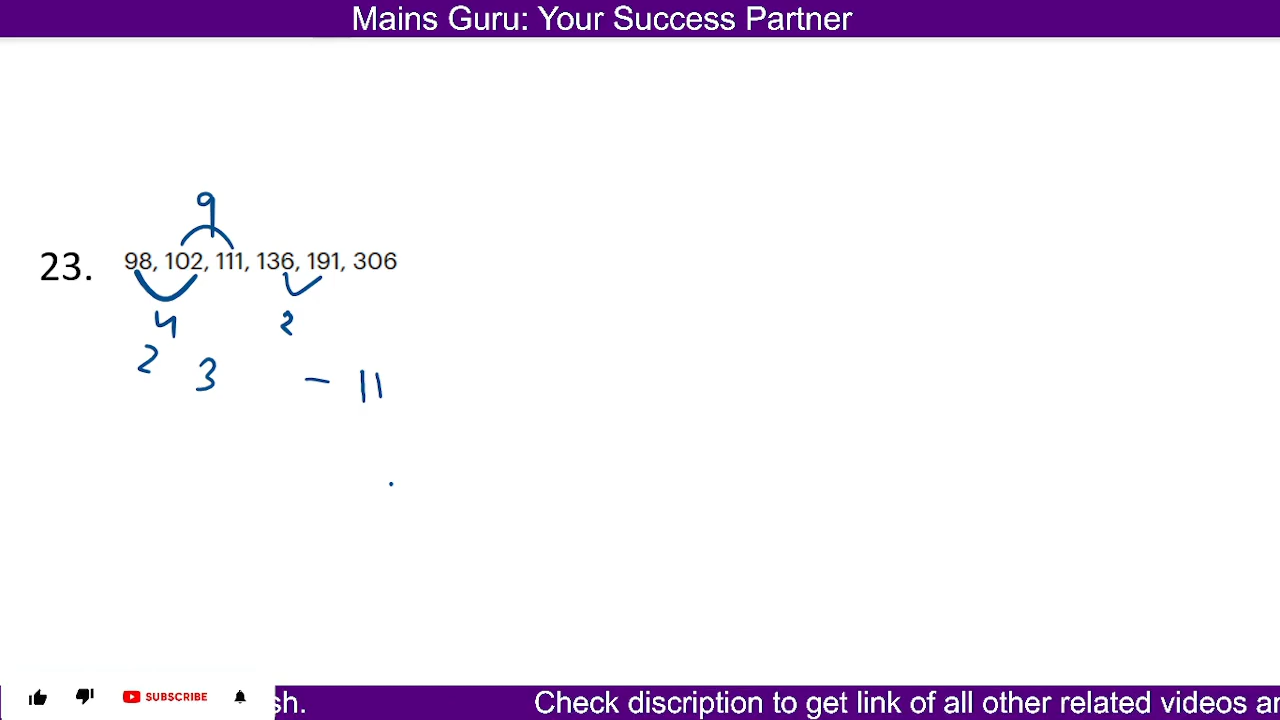 Mains Guru: Your Success Partner
9
23. 98, 102, 111, 136, 191, 306
4 2
2 3 - 11
SUBSCRIBE sh. Check discription to get link of all other related videos ar